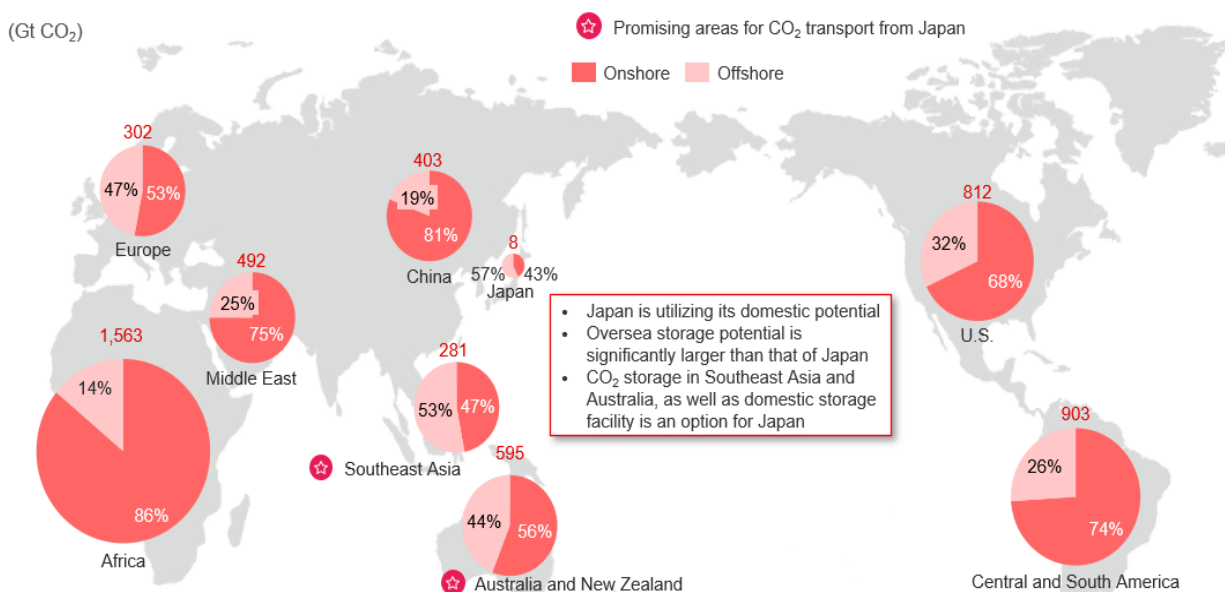 (Gt CO₂)
Promising areas for CO₂ transport from Japan
Onshore
Offshore
302
47%
53%
Europe
403
19%
81%
China
8
57%
43%
Japan
812
32%
68%
U.S.
492
25%
75%
Middle East
1,563
14%
86%
Africa
• Japan is utilizing its domestic potential
• Oversea storage potential is
significantly larger than that of Japan
• CO₂ storage in Southeast Asia and
Australia, as well as domestic storage
facility is an option for Japan
281
53%
47%
Southeast Asia
595
44%
56%
Australia and New Zealand
903
26%
74%
Central and South America